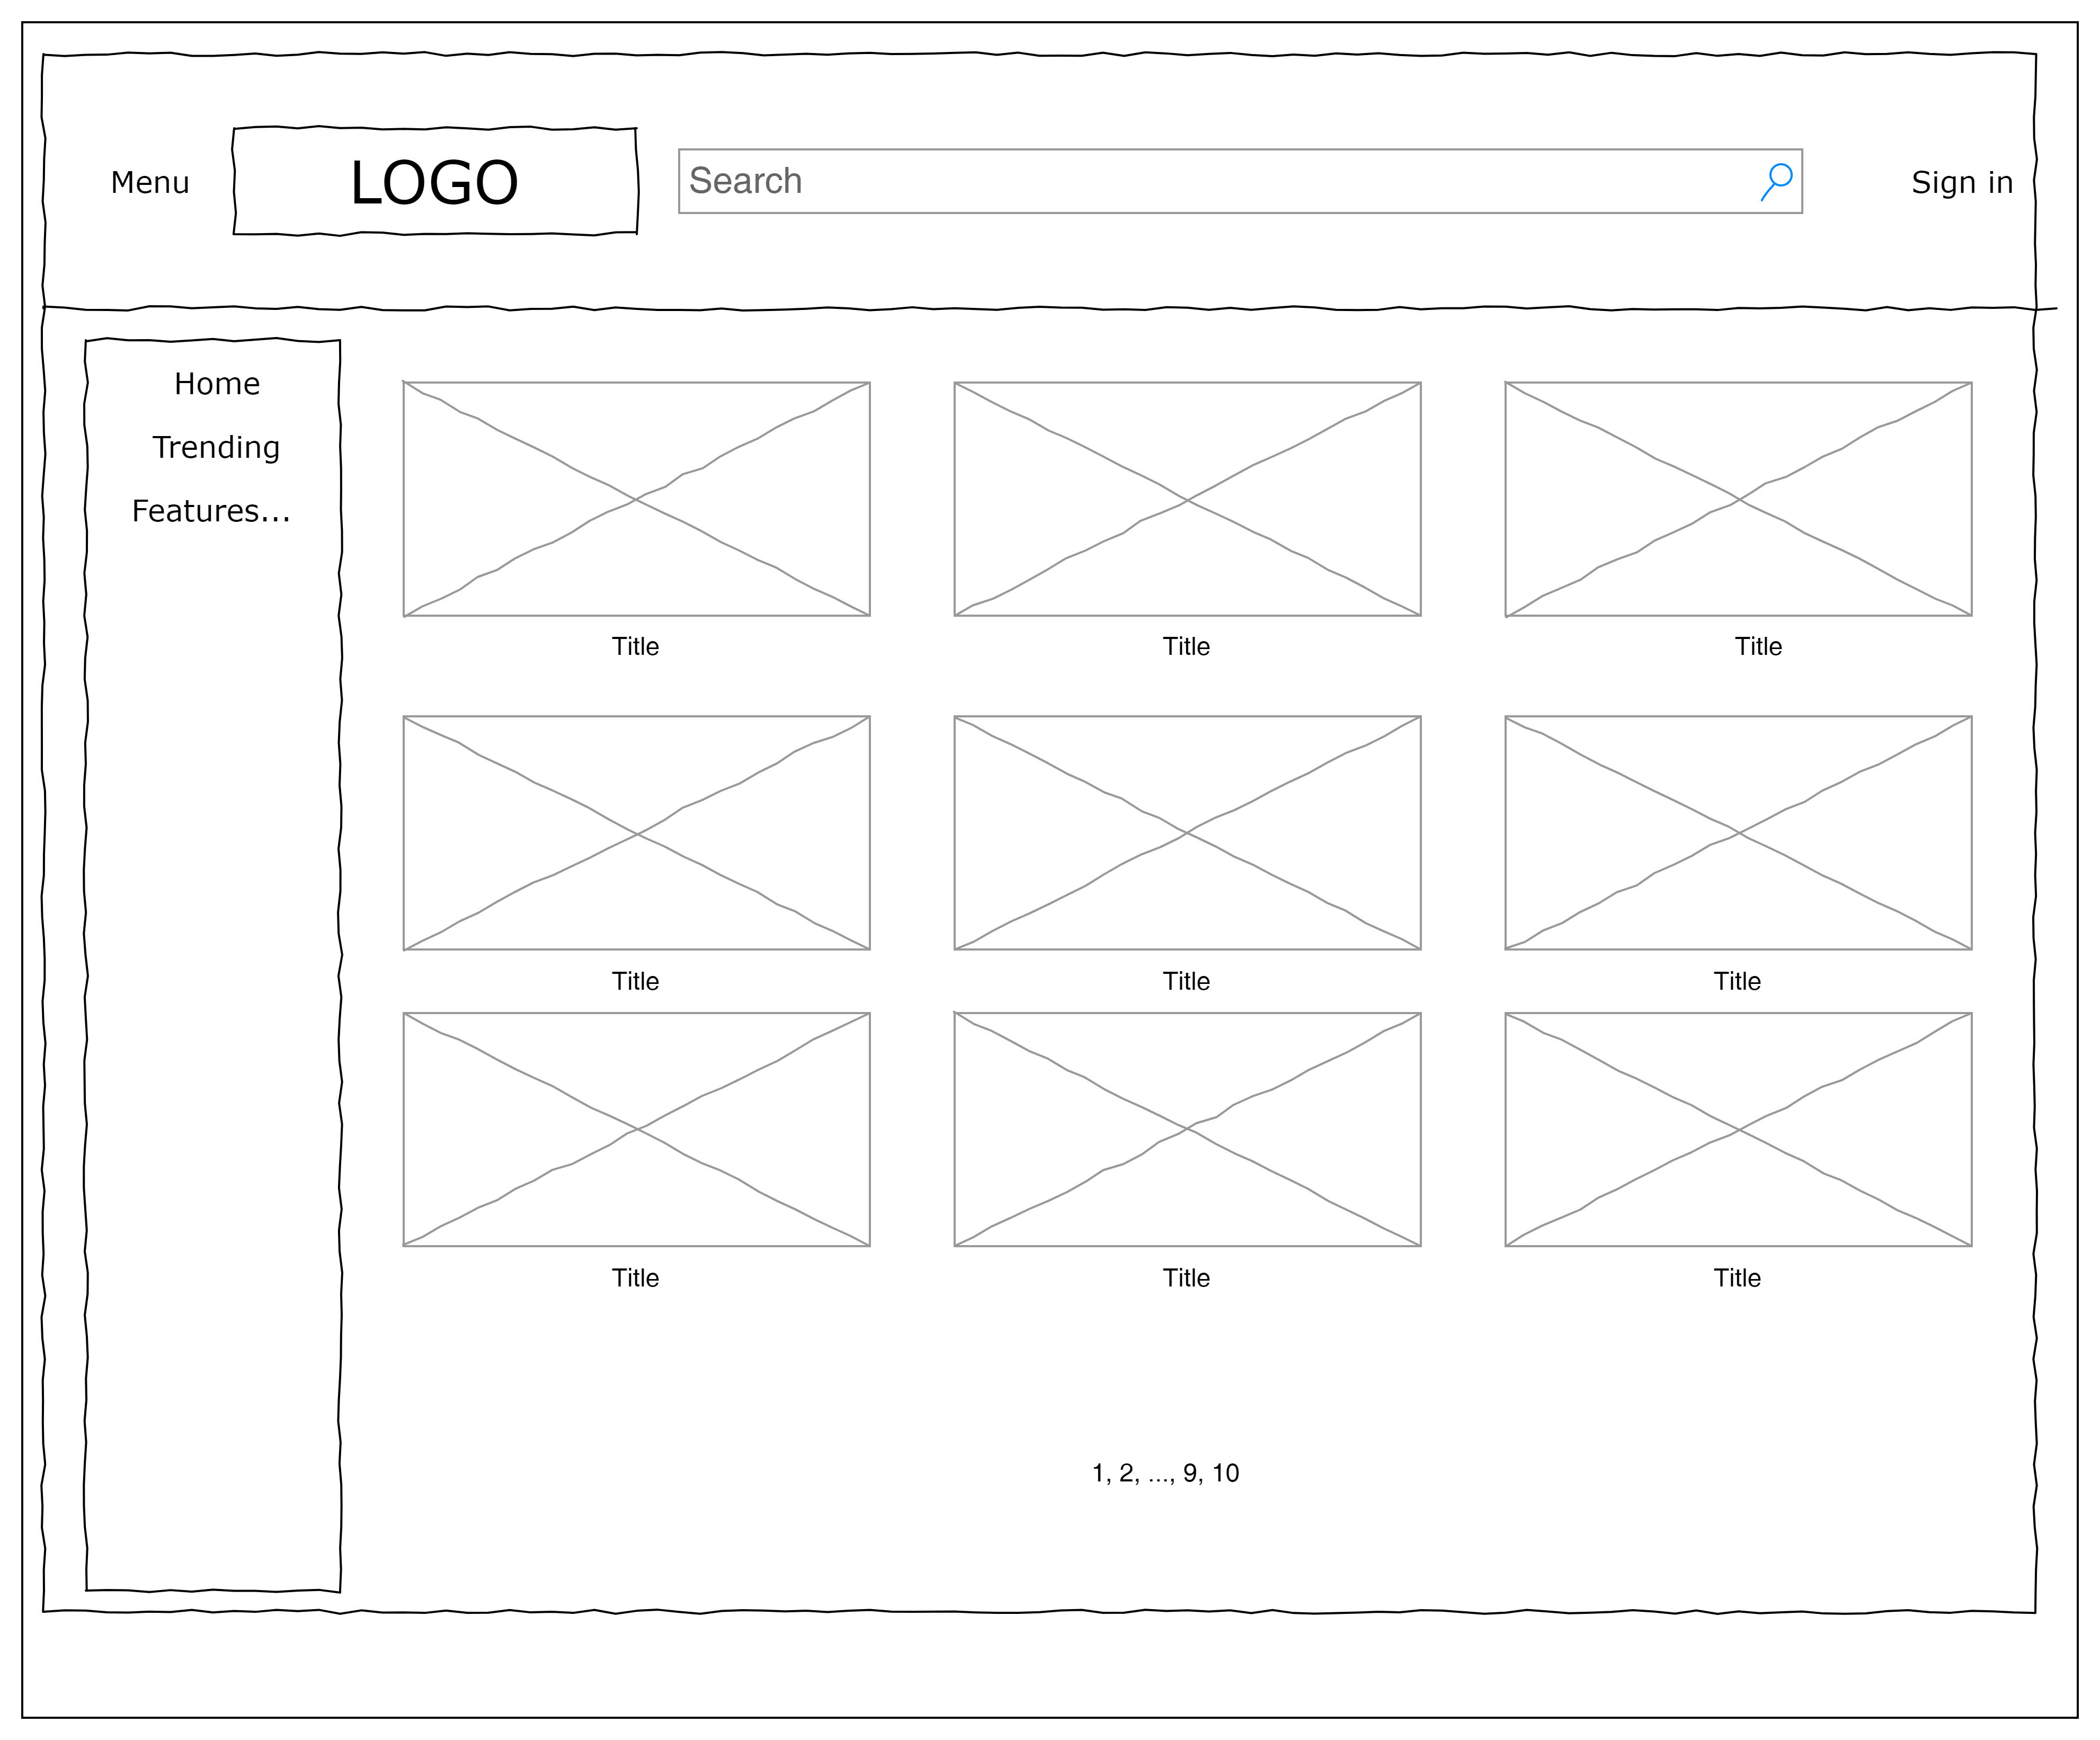 Menu
LOGO
Search
Sign in
Home
Trending
Features...
Title
Title
Title
Title
Title
Title
Title
Title
Title
1, 2, ..., 9, 10